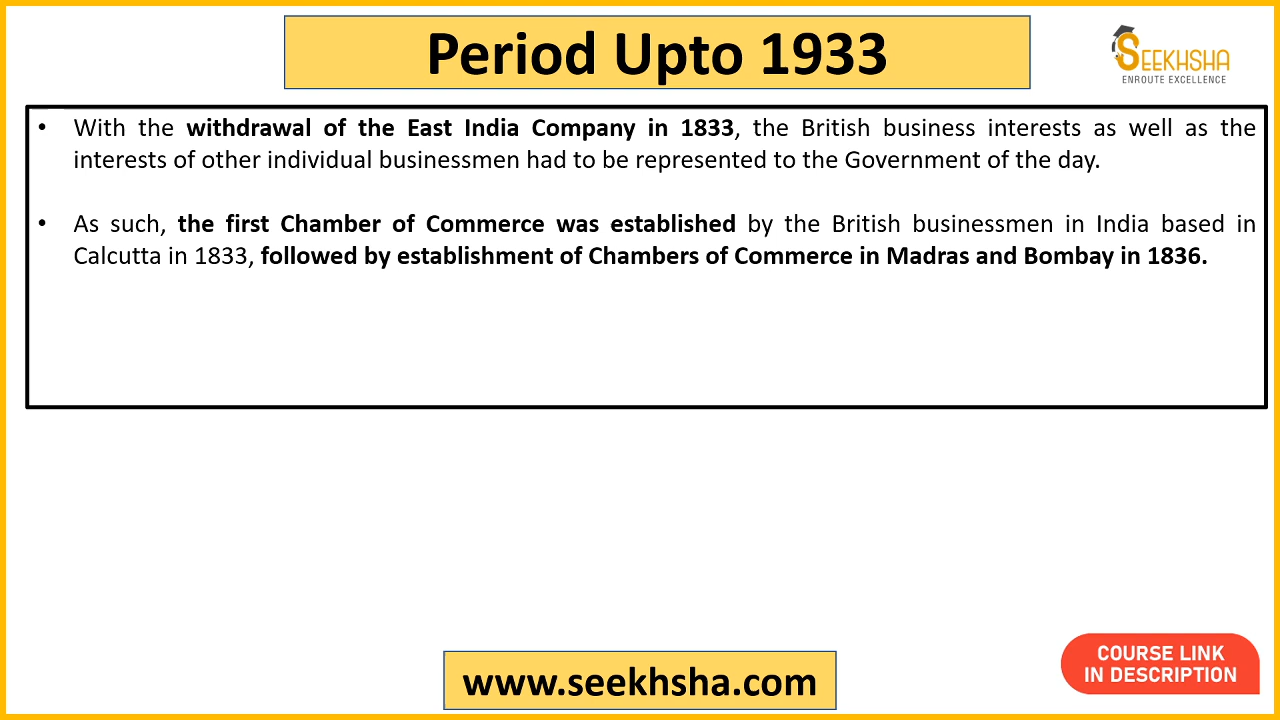 Period Upto 1933
SEEKHSHA
ENROUTE EXCELLENCE
• With the withdrawal of the East India Company in 1833, the British business interests as well as the
interests of other individual businessmen had to be represented to the Government of the day.
• As such, the first Chamber of Commerce was established by the British businessmen in India based in
Calcutta in 1833, followed by establishment of Chambers of Commerce in Madras and Bombay in 1836.
www.seekhsha.com
COURSE LINK
IN DESCRIPTION